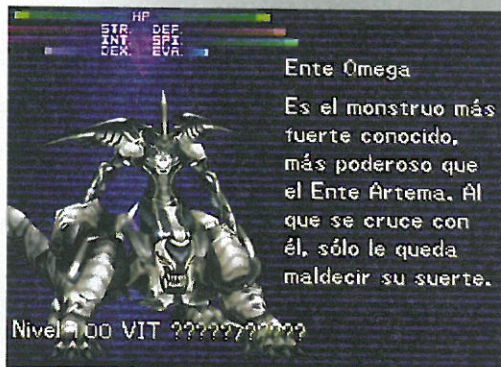 HP
STR. DEF.
INT SPI.
DEX. EVA.
Ente Omega
Es el monstruo más
fuerte conocido,
más poderoso que
el Ente Artema. Al
que se cruce con
él, sólo le queda
maldecir su suerte.
Nivel 100 VIT ?????/?????